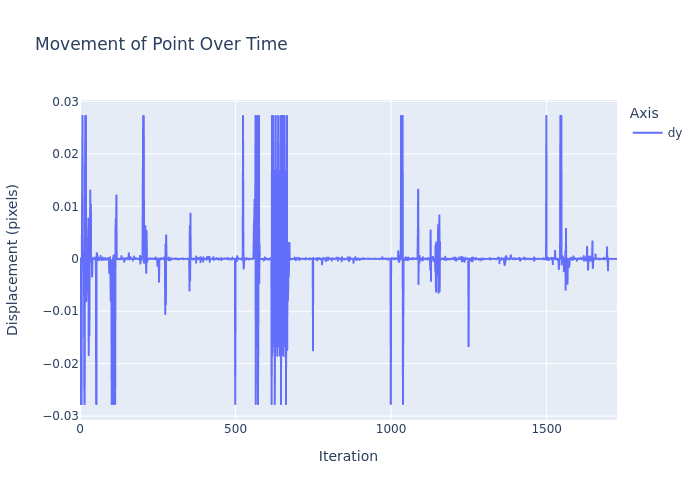 Movement of Point Over Time
Axis
dy
0.03
0.02
0.01
0
−0.01
−0.02
−0.03
0
500
1000
1500
Displacement (pixels)
Iteration